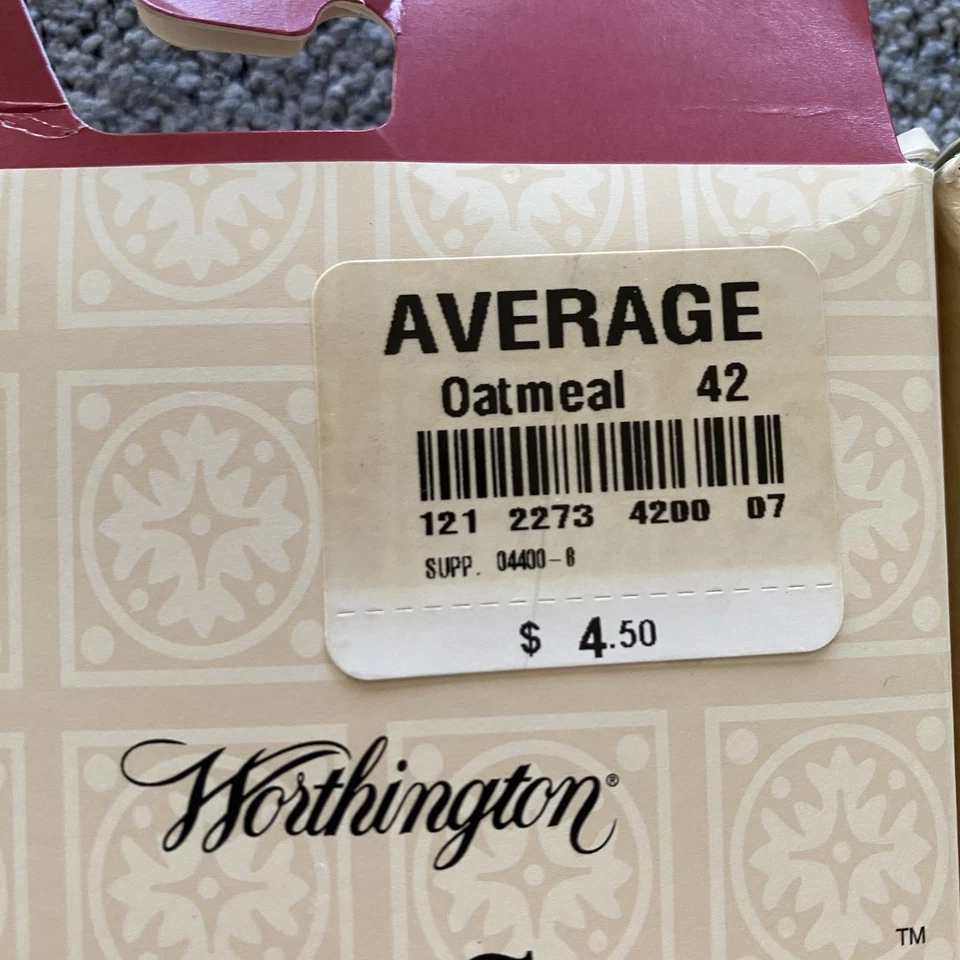 AVERAGE
Oatmeal 42
121 2273 4200 07
SUPP. 04400-8
$ 4.50
Worthington®
TM